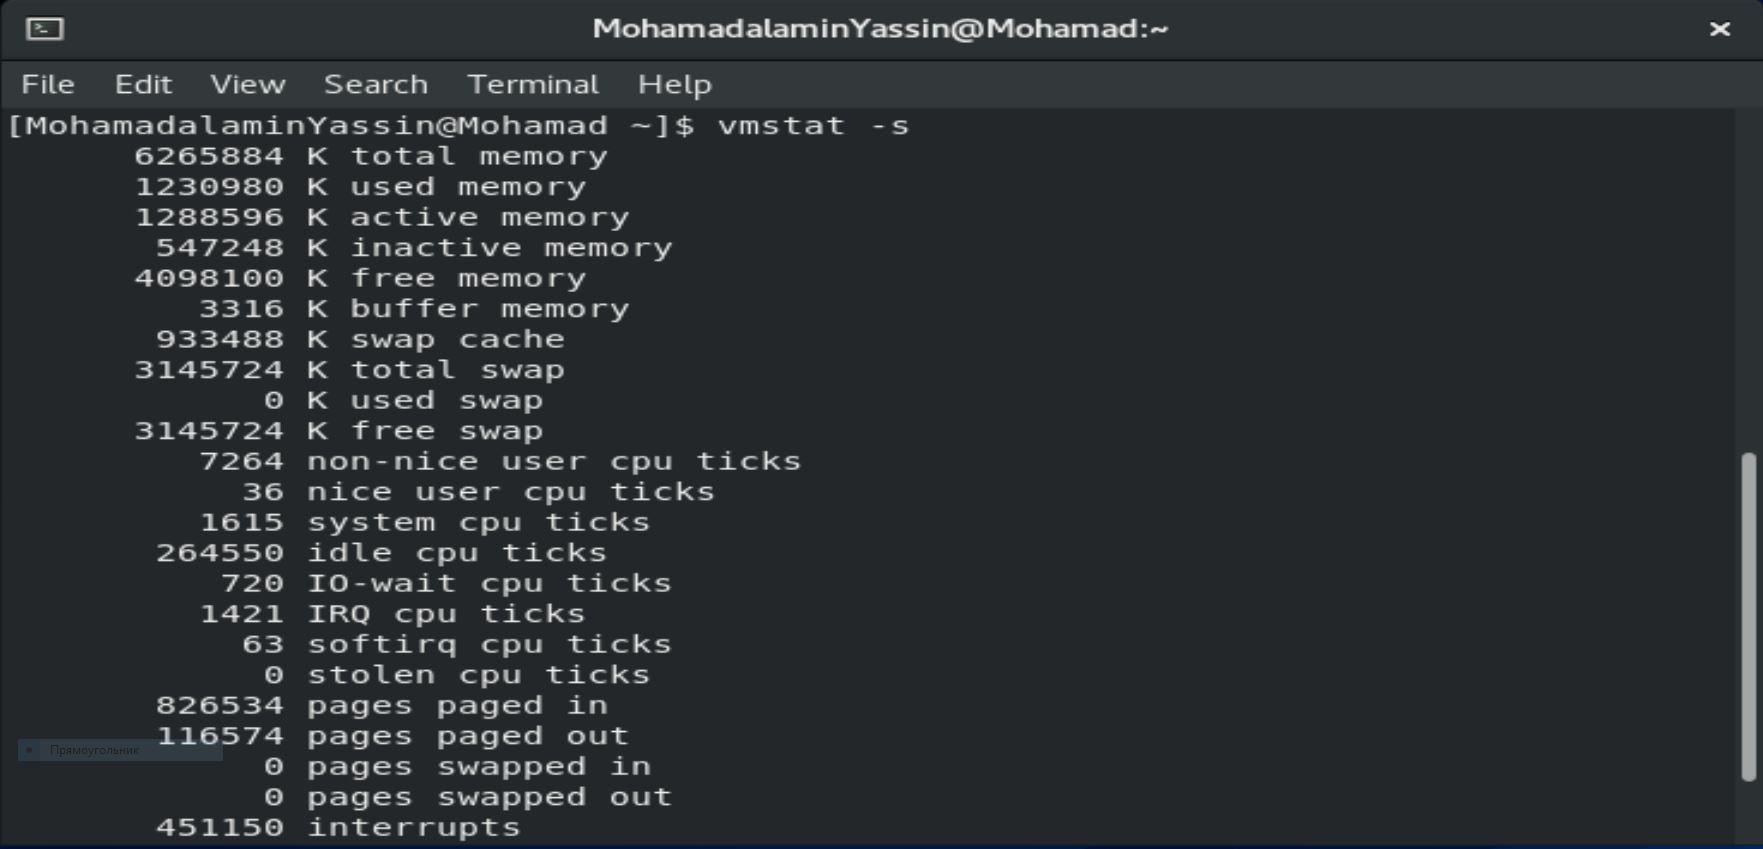 MohamadalaminYassin@Mohamad:~
File Edit View Search Terminal Help
[MohamadalaminYassin@Mohamad ~]$ vmstat -s
6265884 K total memory
1230980 K used memory
1288596 K active memory
547248 K inactive memory
4098100 K free memory
3316 K buffer memory
933488 K swap cache
3145724 K total swap
0 K used swap
3145724 K free swap
7264 non-nice user cpu ticks
36 nice user cpu ticks
1615 system cpu ticks
264550 idle cpu ticks
720 IO-wait cpu ticks
1421 IRQ cpu ticks
63 softirq cpu ticks
0 stolen cpu ticks
826534 pages paged in
116574 pages paged out
Прямоугольник
0 pages swapped in
0 pages swapped out
451150 interrupts